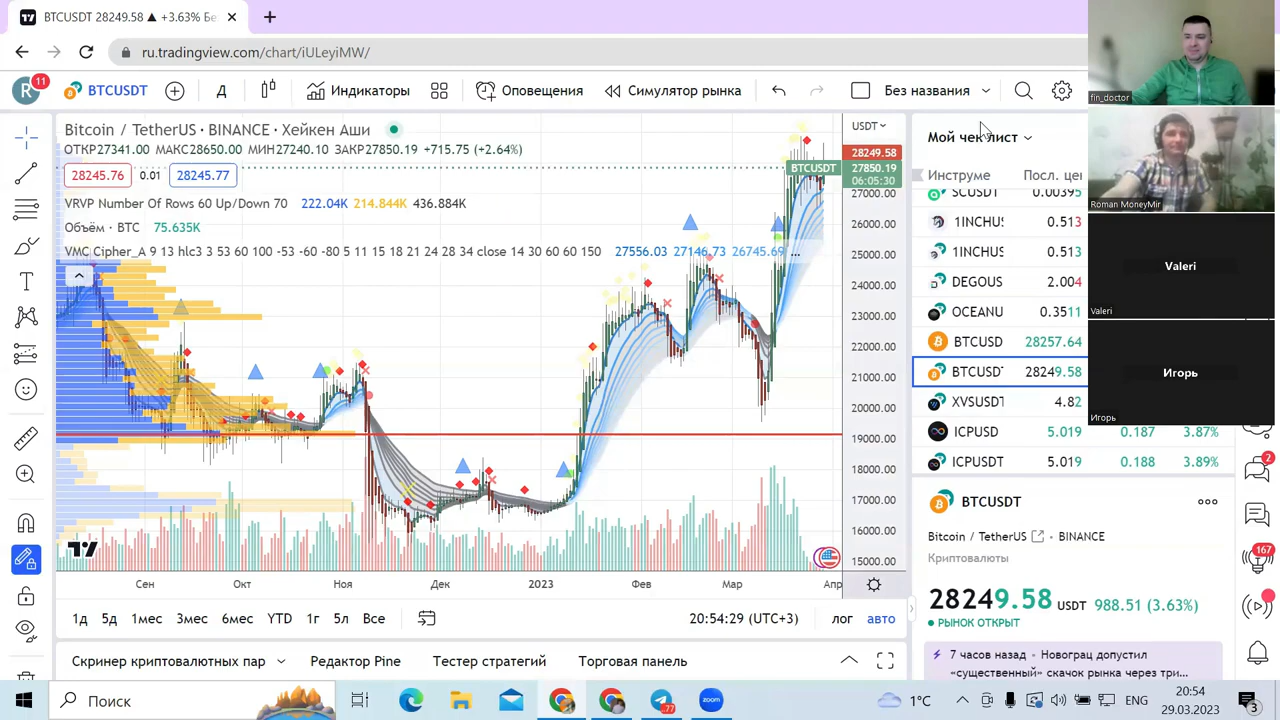 BTCUSDT 28249.58 ▲ +3.63% Бе
ru.tradingview.com/chart/iULeyiMW/
R 11 BTCUSDT Д Индикаторы Оповещения Симулятор рынка Без названия
fin_doctor
Bitcoin / TetherUS · BINANCE · Хейкен Аши
ОТКР27341.00 МАКС28650.00 МИН27240.10 ЗАКР27850.19 +715.75 (+2.64%)
28245.76 0.01 28245.77
VRVP Number Of Rows 60 Up/Down 70 222.04K 214.844K 436.884K
Объём · BTC 75.635K
VMC Cipher_A 9 13 hlc3 3 53 60 100 -53 -60 -80 5 11 15 18 21 24 28 34 close 14 30 60 60 150 27556.03 27146.73 26745.69 ...
USDT
28249.58
BTCUSDT 27850.19
06:05:30
27000.00
26000.00
25000.00
24000.00
23000.00
22000.00
21000.00
20000.00
19000.00
18000.00
17000.00
16000.00
15000.00
Сен Окт Ноя Дек 2023 Фев Мар Апр
1д 5д 1мес 3мес 6мес YTD 1г 5л Все
20:54:29 (UTC+3) лог авто
Скринер криптовалютных пар Редактор Pine Тестер стратегий Торговая панель
Мой чек-лист
Инструме Посл. це
SCUSDT 0.00395
1INCHUS 0.513
1INCHUS 0.513
DEGOUS 2.004
OCEANU 0.3511
BTCUSD 28257.64
BTCUSDT 28249.58
XVSUSDT 4.82
ICPUSD 5.019 0.187 3.87%
ICPUSDT 5.019 0.188 3.89%
BTCUSDT
Bitcoin / TetherUS · BINANCE
Криптовалюты
28249.58 USDT 988.51 (3.63%)
РЫНОК ОТКРЫТ
7 часов назад · Новограц допустил
«существенный» скачок рынка через три...
2
167
Roman MoneyMir
Valeri
Valeri
Игорь
Игорь
Поиск
77
zoom
1°C
ENG
20:54
29.03.2023
3